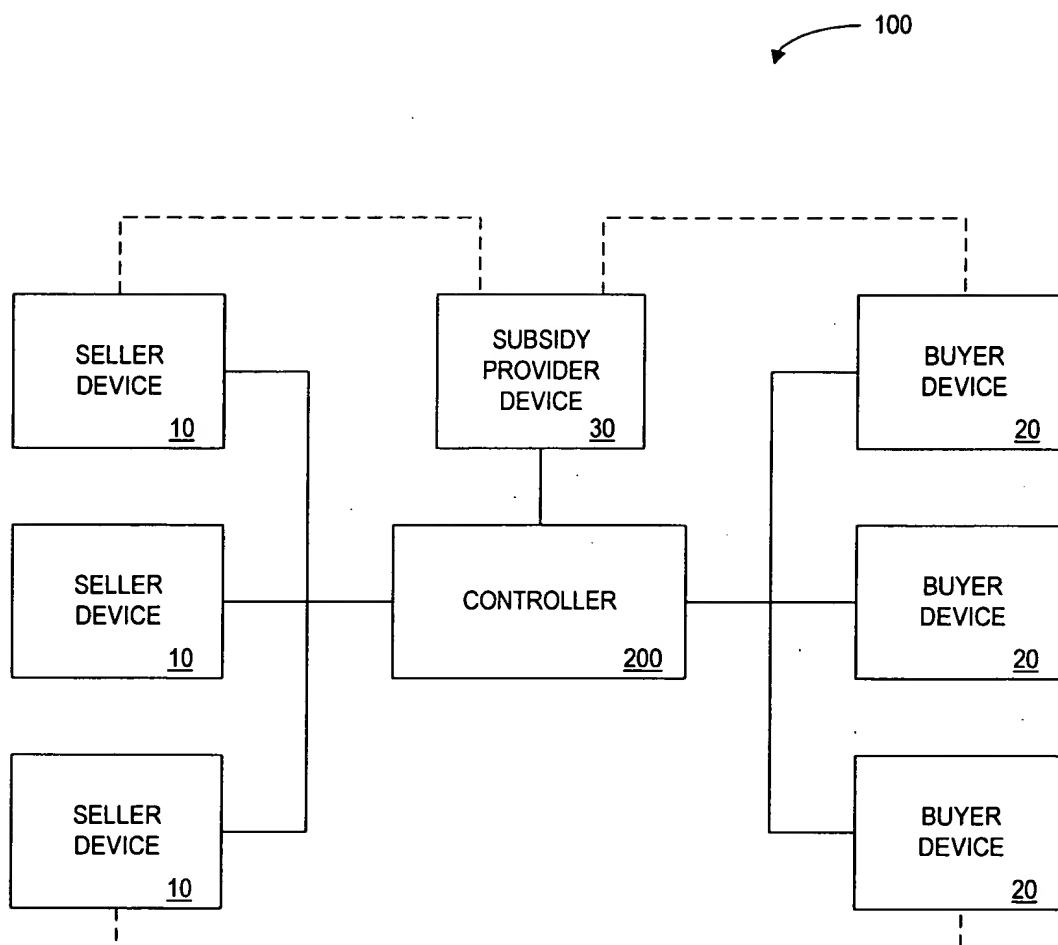 100
SELLER
DEVICE
10
SUBSIDY
PROVIDER
DEVICE
30
BUYER
DEVICE
20
SELLER
DEVICE
10
CONTROLLER
200
BUYER
DEVICE
20
SELLER
DEVICE
10
BUYER
DEVICE
20